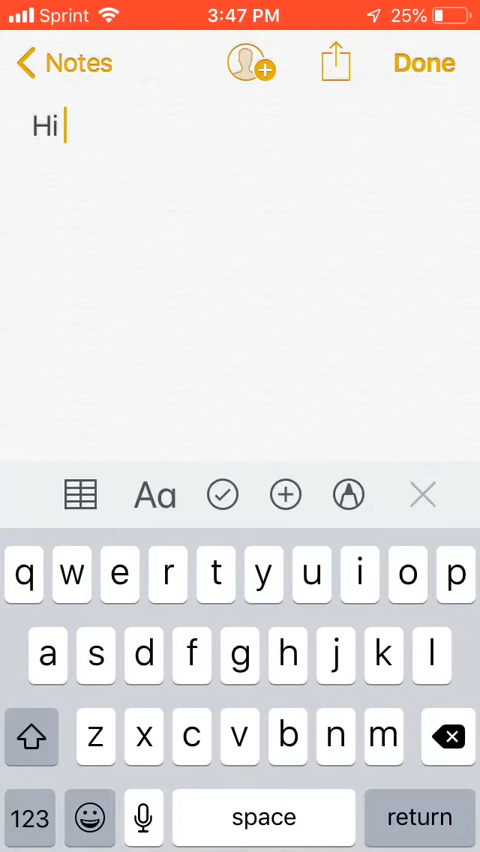 Sprint 3:47 PM 25%
Notes Done
Hi
Aa
q w e r t y u i o p
a s d f g h j k l
z x c v b n m
123 space return